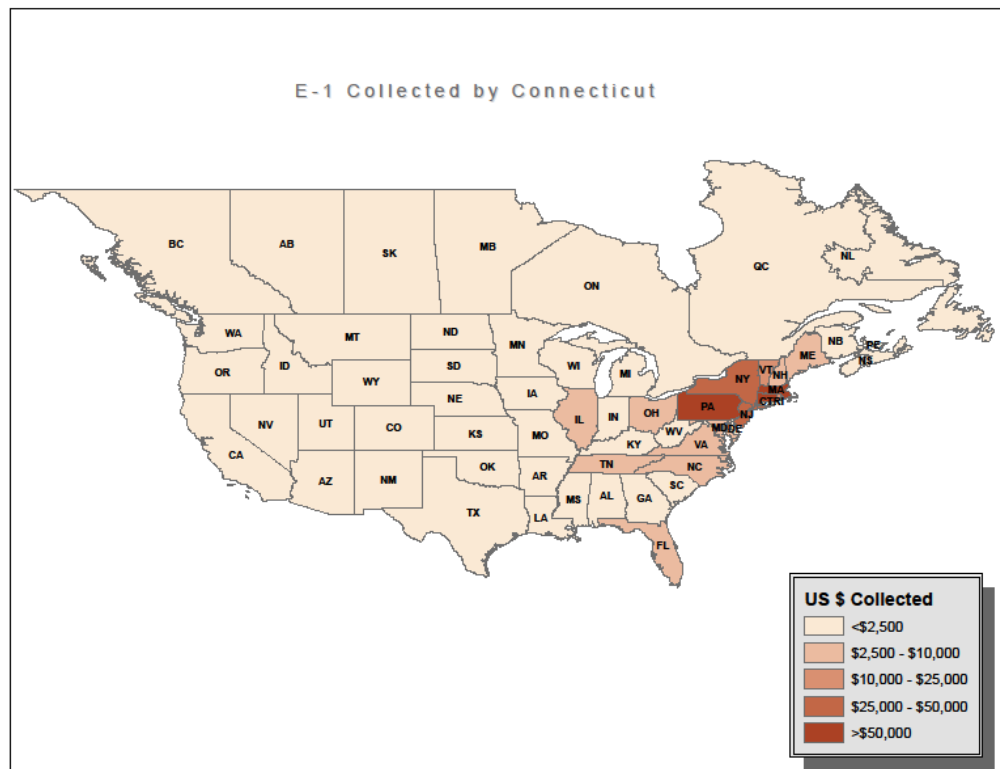 E-1 Collected by Connecticut
BC
AB
SK
MB
ON
QC
NL
NB
PE
NS
WA
MT
ND
MN
OR
ID
SD
WI
MI
NY
VT
NH
ME
MA
CTRI
WY
NE
IA
IL
IN
OH
PA
NJ
NV
UT
CO
KS
MO
KY
WV
MD
DE
VA
CA
AZ
NM
OK
AR
TN
NC
TX
LA
MS
AL
GA
SC
FL
US $ Collected
<$2,500
$2,500 - $10,000
$10,000 - $25,000
$25,000 - $50,000
>$50,000